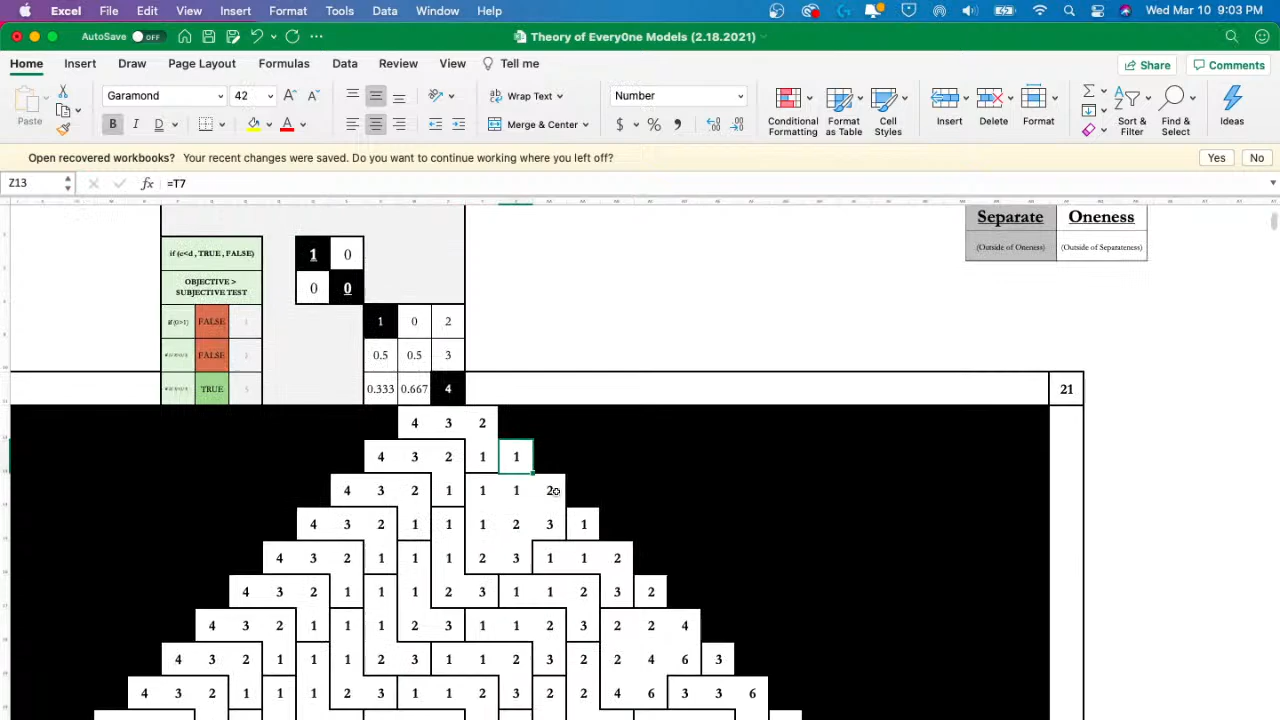 Excel File Edit View Insert Format Tools Data Window Help Wed Mar 10 9:03 PM
AutoSave OFF Theory of EveryOne Models (2.18.2021)
Home Insert Draw Page Layout Formulas Data Review View Tell me Share Comments
Paste Garamond 42 Wrap Text Number Conditional Formatting Format as Table Cell Styles Insert Delete Format Sort & Filter Find & Select Ideas
Merge & Center
Open recovered workbooks? Your recent changes were saved. Do you want to continue working where you left off? Yes No
Z13 fx =T7
Separate Oneness
(Outside of Oneness) (Outside of Separateness)
if (c<d , TRUE , FALSE) 1 0
OBJECTIVE > SUBJECTIVE TEST 0 0
if (0>1) FALSE 1 0 2
FALSE 0.5 0.5 3
TRUE 0.333 0.667 4 21
4 3 2
4 3 2 1 1
4 3 2 1 1 1 2
4 3 2 1 1 1 2 3 1
4 3 2 1 1 1 2 3 1 1 2
4 3 2 1 1 1 2 3 1 1 2 3 2
4 3 2 1 1 1 2 3 1 1 2 3 2 2 4
4 3 2 1 1 1 2 3 1 1 2 3 2 2 4 6 3
4 3 2 1 1 1 2 3 1 1 2 3 2 2 4 6 3 3 6